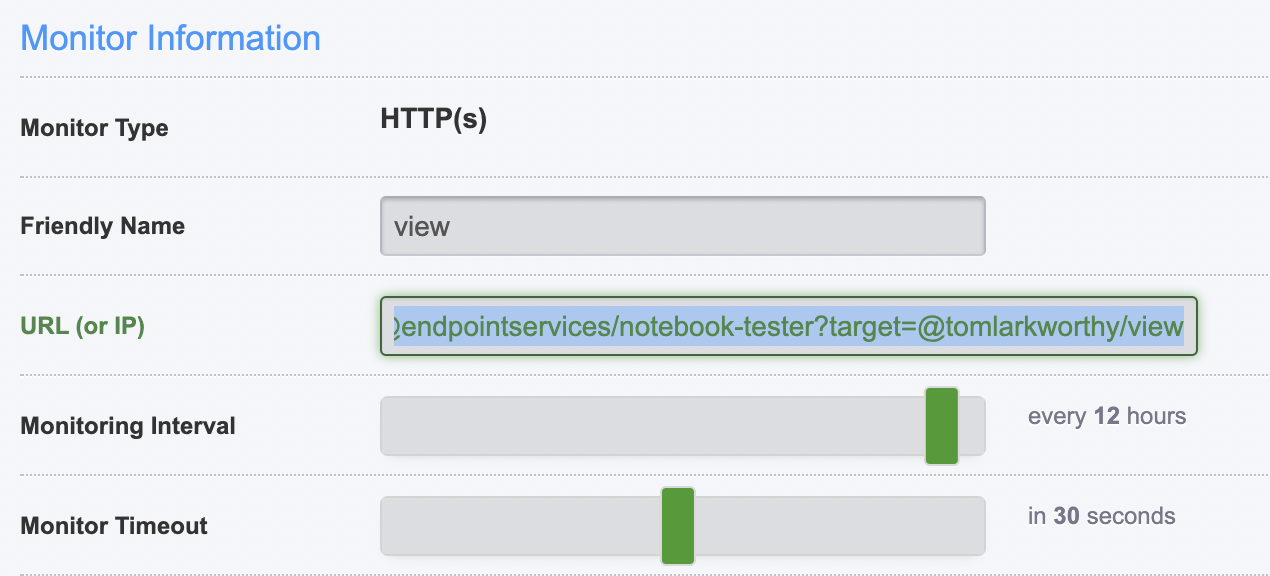 Monitor Information
Monitor Type
HTTP(s)
Friendly Name
view
URL (or IP)
@endpointservices/notebook-tester?target=@tomlarkworthy/view
Monitoring Interval
every 12 hours
Monitor Timeout
in 30 seconds